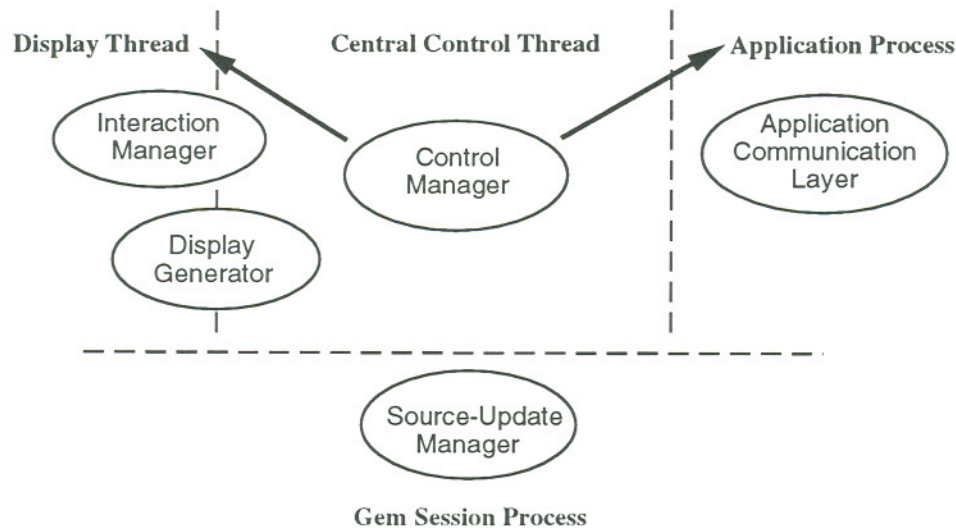 Display Thread
Central Control Thread
Application Process
Interaction
Manager
Control
Manager
Application
Communication
Layer
Display
Generator
Source-Update
Manager
Gem Session Process